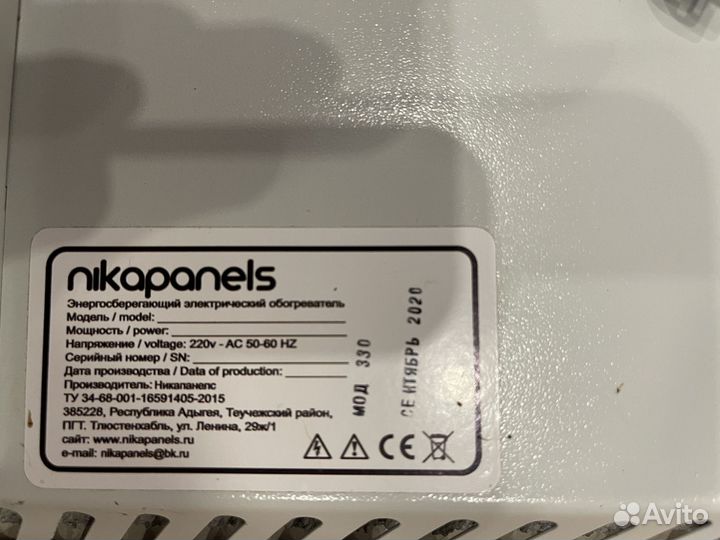 nikapanels
Энергосберегающий электрический обогреватель
Модель / model:
Мощность / power:
Напряжение / voltage: 220v - AC 50-60 HZ
Серийный номер / SN:
Дата производства / Data of production:
Производитель: Никапанелс
ТУ 34-68-001-16591405-2015
385228, Республика Адыгея, Теучежский район,
ПГТ. Тлюстенхабль, ул. Ленина, 29ж/1
сайт: www.nikapanels.ru
e-mail: nikapanels@bk.ru
МОД 330
СЕНТЯБРЬ 2020
CE
Avito